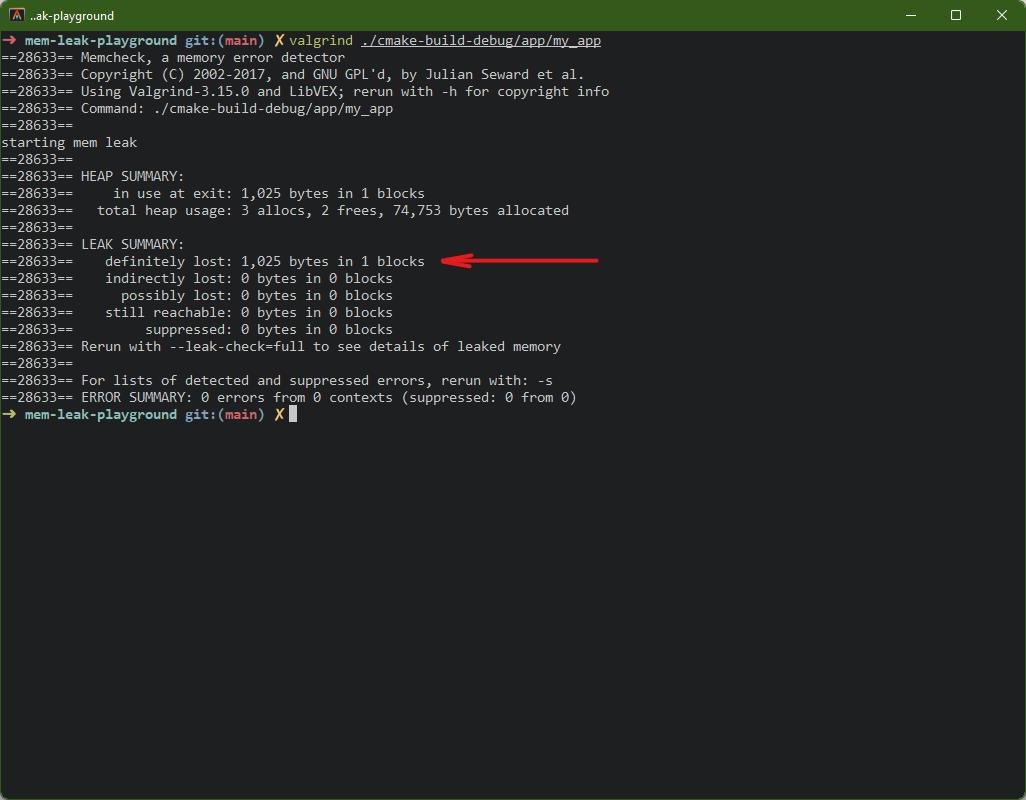 ..ak-playground
➜ mem-leak-playground git:(main) ✗ valgrind ./cmake-build-debug/app/my_app
==28633== Memcheck, a memory error detector
==28633== Copyright (C) 2002-2017, and GNU GPL'd, by Julian Seward et al.
==28633== Using Valgrind-3.15.0 and LibVEX; rerun with -h for copyright info
==28633== Command: ./cmake-build-debug/app/my_app
==28633==
starting mem leak
==28633==
==28633== HEAP SUMMARY:
==28633==     in use at exit: 1,025 bytes in 1 blocks
==28633==   total heap usage: 3 allocs, 2 frees, 74,753 bytes allocated
==28633==
==28633== LEAK SUMMARY:
==28633==    definitely lost: 1,025 bytes in 1 blocks
==28633==    indirectly lost: 0 bytes in 0 blocks
==28633==      possibly lost: 0 bytes in 0 blocks
==28633==    still reachable: 0 bytes in 0 blocks
==28633==         suppressed: 0 bytes in 0 blocks
==28633== Rerun with --leak-check=full to see details of leaked memory
==28633==
==28633== For lists of detected and suppressed errors, rerun with: -s
==28633== ERROR SUMMARY: 0 errors from 0 contexts (suppressed: 0 from 0)
➜ mem-leak-playground git:(main) ✗